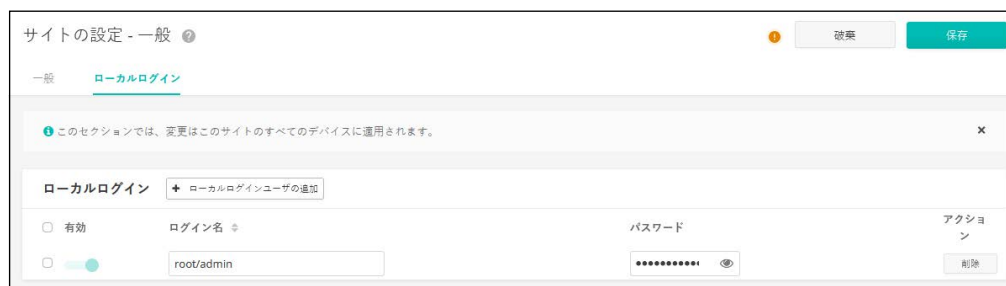 サイトの設定 - 一般 ?
! 破棄 保存
一般 ローカルログイン
このセクションでは、変更はこのサイトのすべてのデバイスに適用されます。 ×
ローカルログイン + ローカルログインユーザの追加
有効 ログイン名 パスワード アクショ
ン
root/admin ••••••••••• 削除